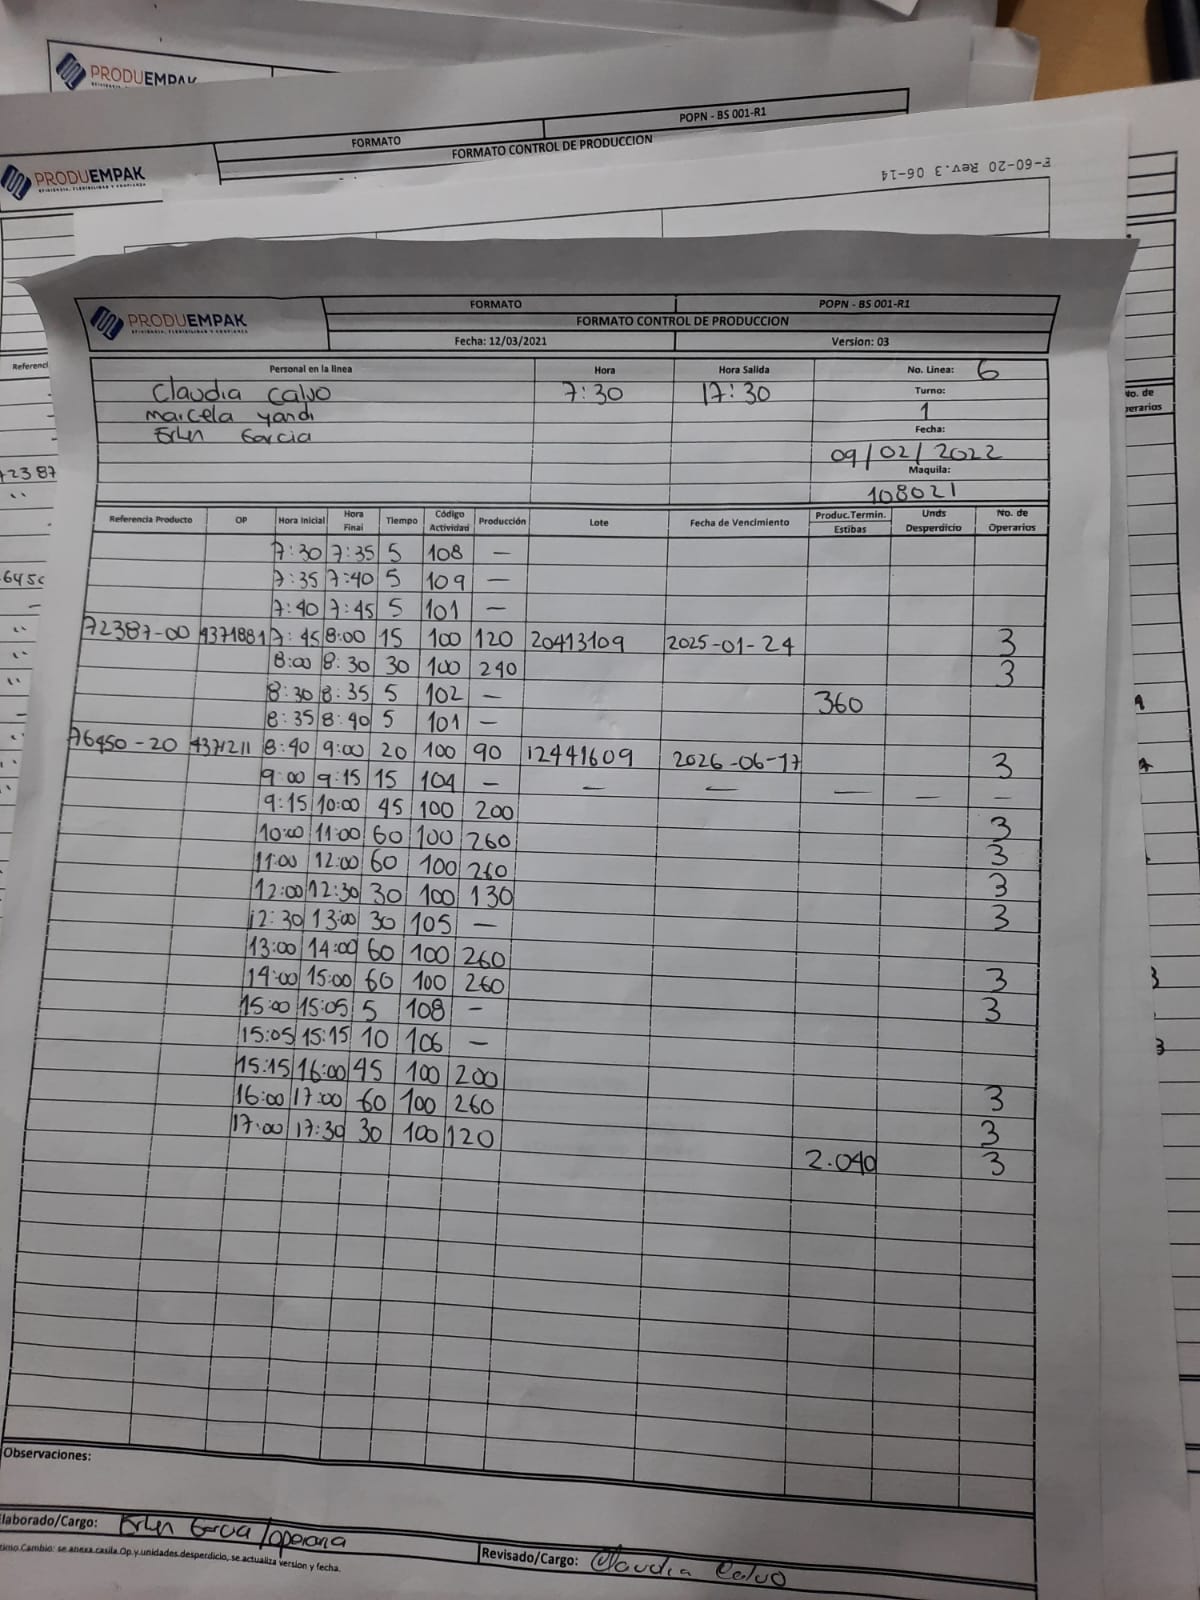 PRODUEMPAK
PRODUEMPAK
FORMATO
POPN - BS 001-R1
FORMATO CONTROL DE PRODUCCION
F-60-20 Rev.3 06-14
PRODUEMPAK
EFICIENCIA, FLEXIBILIDAD Y CONFIANZA
FORMATO
POPN - BS 001-R1
FORMATO CONTROL DE PRODUCCION
Fecha: 12/03/2021
Version: 03
Personal en la linea Hora Hora Salida No. Linea: 6
Claudia Calvo 7:30 17:30 Turno:
Marcela yandi 1
Erlen Garcia Fecha:
09/02/2022
Maquila:
108021
Referencia Producto OP Hora Inicial Hora Final Tiempo Código Actividad Producción Lote Fecha de Vencimiento Produc.Termin. Estibas Unds Desperdicio No. de Operarios
7:30 7:35 5 108 —
7:35 7:40 5 109 —
7:40 7:45 5 101 —
72387-00 4371881 7:45 8:00 15 100 120 20413109 2025-01-24 3
8:00 8:30 30 100 240 3
8:30 8:35 5 102 — 360
8:35 8:40 5 101 —
76450-20 4371211 8:40 9:00 20 100 90 12441609 2026-06-17 3
9:00 9:15 15 104 — — — — — —
9:15 10:00 45 100 200 3
10:00 11:00 60 100 260 3
11:00 12:00 60 100 260 3
12:00 12:30 30 100 130 3
12:30 13:00 30 105 —
13:00 14:00 60 100 260 3
14:00 15:00 60 100 260 3
15:00 15:05 5 108 —
15:05 15:15 10 106 —
15:15 16:00 45 100 200 3
16:00 17:00 60 100 260 3
17:00 17:30 30 100 120 3
2.040
Observaciones:
Elaborado/Cargo: Erlen Garcia/operaria
Revisado/Cargo: Claudia Calvo
Cambio: se anexa casilla Op y unidades desperdicio, se actualiza version y fecha.